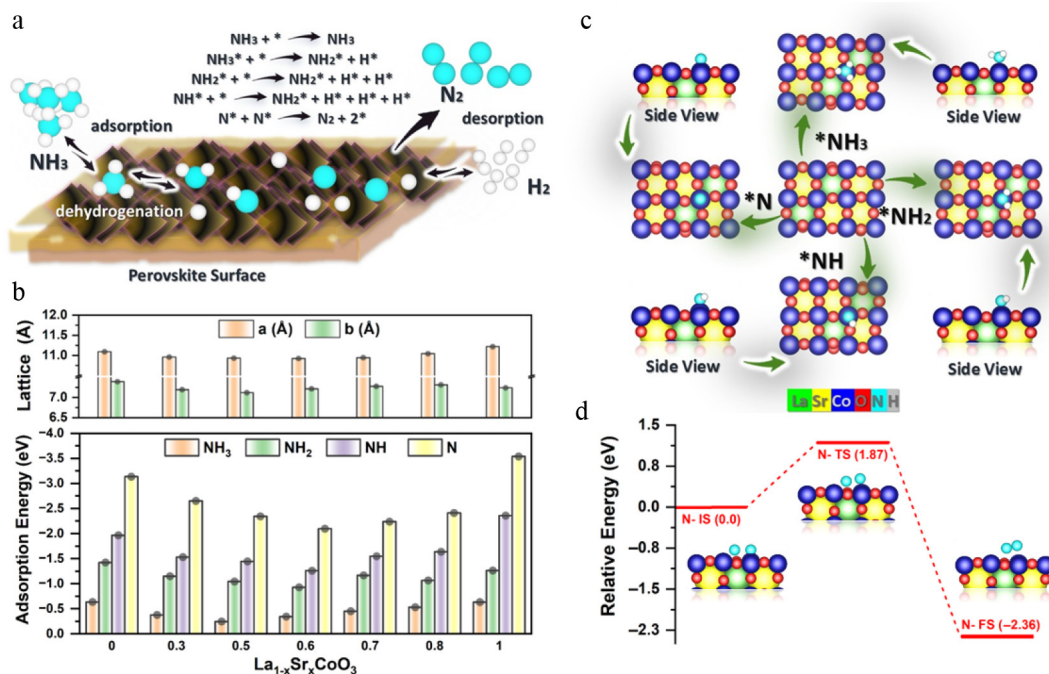 a
NH3 + * → NH3
NH3* + * → NH2* + H*
NH2* + * → NH2* + H* + H*
NH* + * → NH2* + H* + H* + H*
N* + N* → N2 + 2*
N2
adsorption
desorption
NH3
H2
dehydrogenation
Perovskite Surface
b
Lattice (Å)
12.0
11.0
7.0
6.5
a (Å)
b (Å)
Adsorption Energy (eV)
−4.0
−3.5
−3.0
−2.5
−2.0
−1.5
−1.0
−0.5
0.0
NH3
NH2
NH
N
0 0.3 0.5 0.6 0.7 0.8 1
La1-xSrxCoO3
c
Side View
Side View
*NH3
*N
*NH2
*NH
Side View
Side View
La Sr Co O N H
d
Relative Energy (eV)
1.5
0.8
0.0
−0.8
−1.5
−2.3
N- TS (1.87)
N- IS (0.0)
N- FS (−2.36)